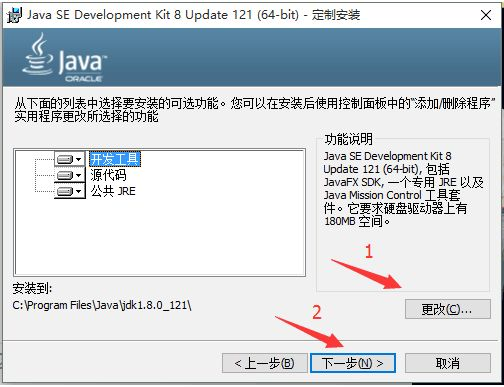 Java SE Development Kit 8 Update 121 (64-bit) - 定制安装
Java
ORACLE
从下面的列表中选择要安装的可选功能。您可以在安装后使用控制面板中的“添加/删除程序”
实用程序更改所选择的功能
开发工具
源代码
公共 JRE
功能说明
Java SE Development Kit 8
Update 121 (64-bit), 包括
JavaFX SDK, 一个专用 JRE 以及
Java Mission Control 工具套
件。它要求硬盘驱动器上有
180MB 空间。
1
安装到:
C:\Program Files\Java\jdk1.8.0_121\
更改(C)...
2
< 上一步(B)
下一步(N) >
取消